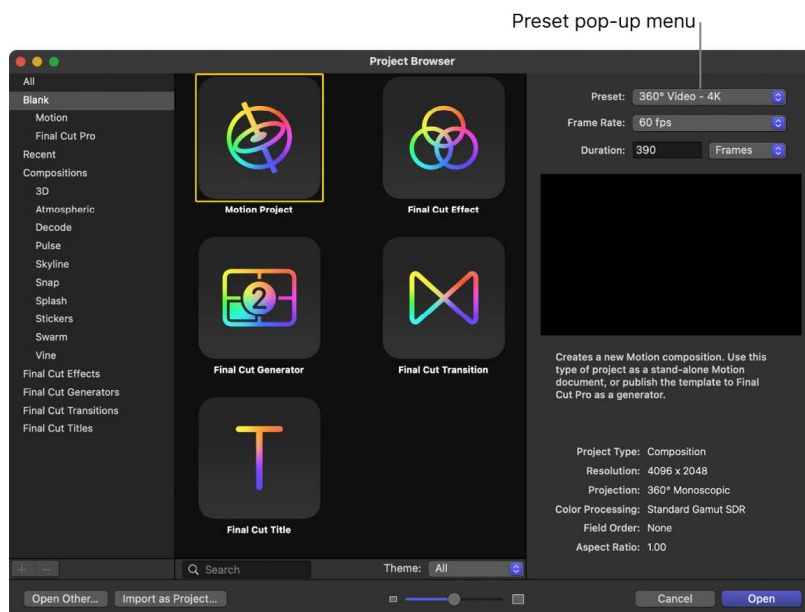 Preset pop-up menu
Project Browser
All
Blank
Motion
Final Cut Pro
Recent
Compositions
3D
Atmospheric
Decode
Pulse
Skyline
Snap
Splash
Stickers
Swarm
Vine
Final Cut Effects
Final Cut Generators
Final Cut Transitions
Final Cut Titles
Motion Project
Final Cut Effect
2
Final Cut Generator
Final Cut Transition
T
Final Cut Title
Preset: 360° Video - 4K
Frame Rate: 60 fps
Duration: 390 Frames
Creates a new Motion composition. Use this
type of project as a stand-alone Motion
document, or publish the template to Final
Cut Pro as a generator.
Project Type: Composition
Resolution: 4096 x 2048
Projection: 360° Monoscopic
Color Processing: Standard Gamut SDR
Field Order: None
Aspect Ratio: 1.00
+ −
Search
Theme: All
Open Other... Import as Project...
Cancel Open